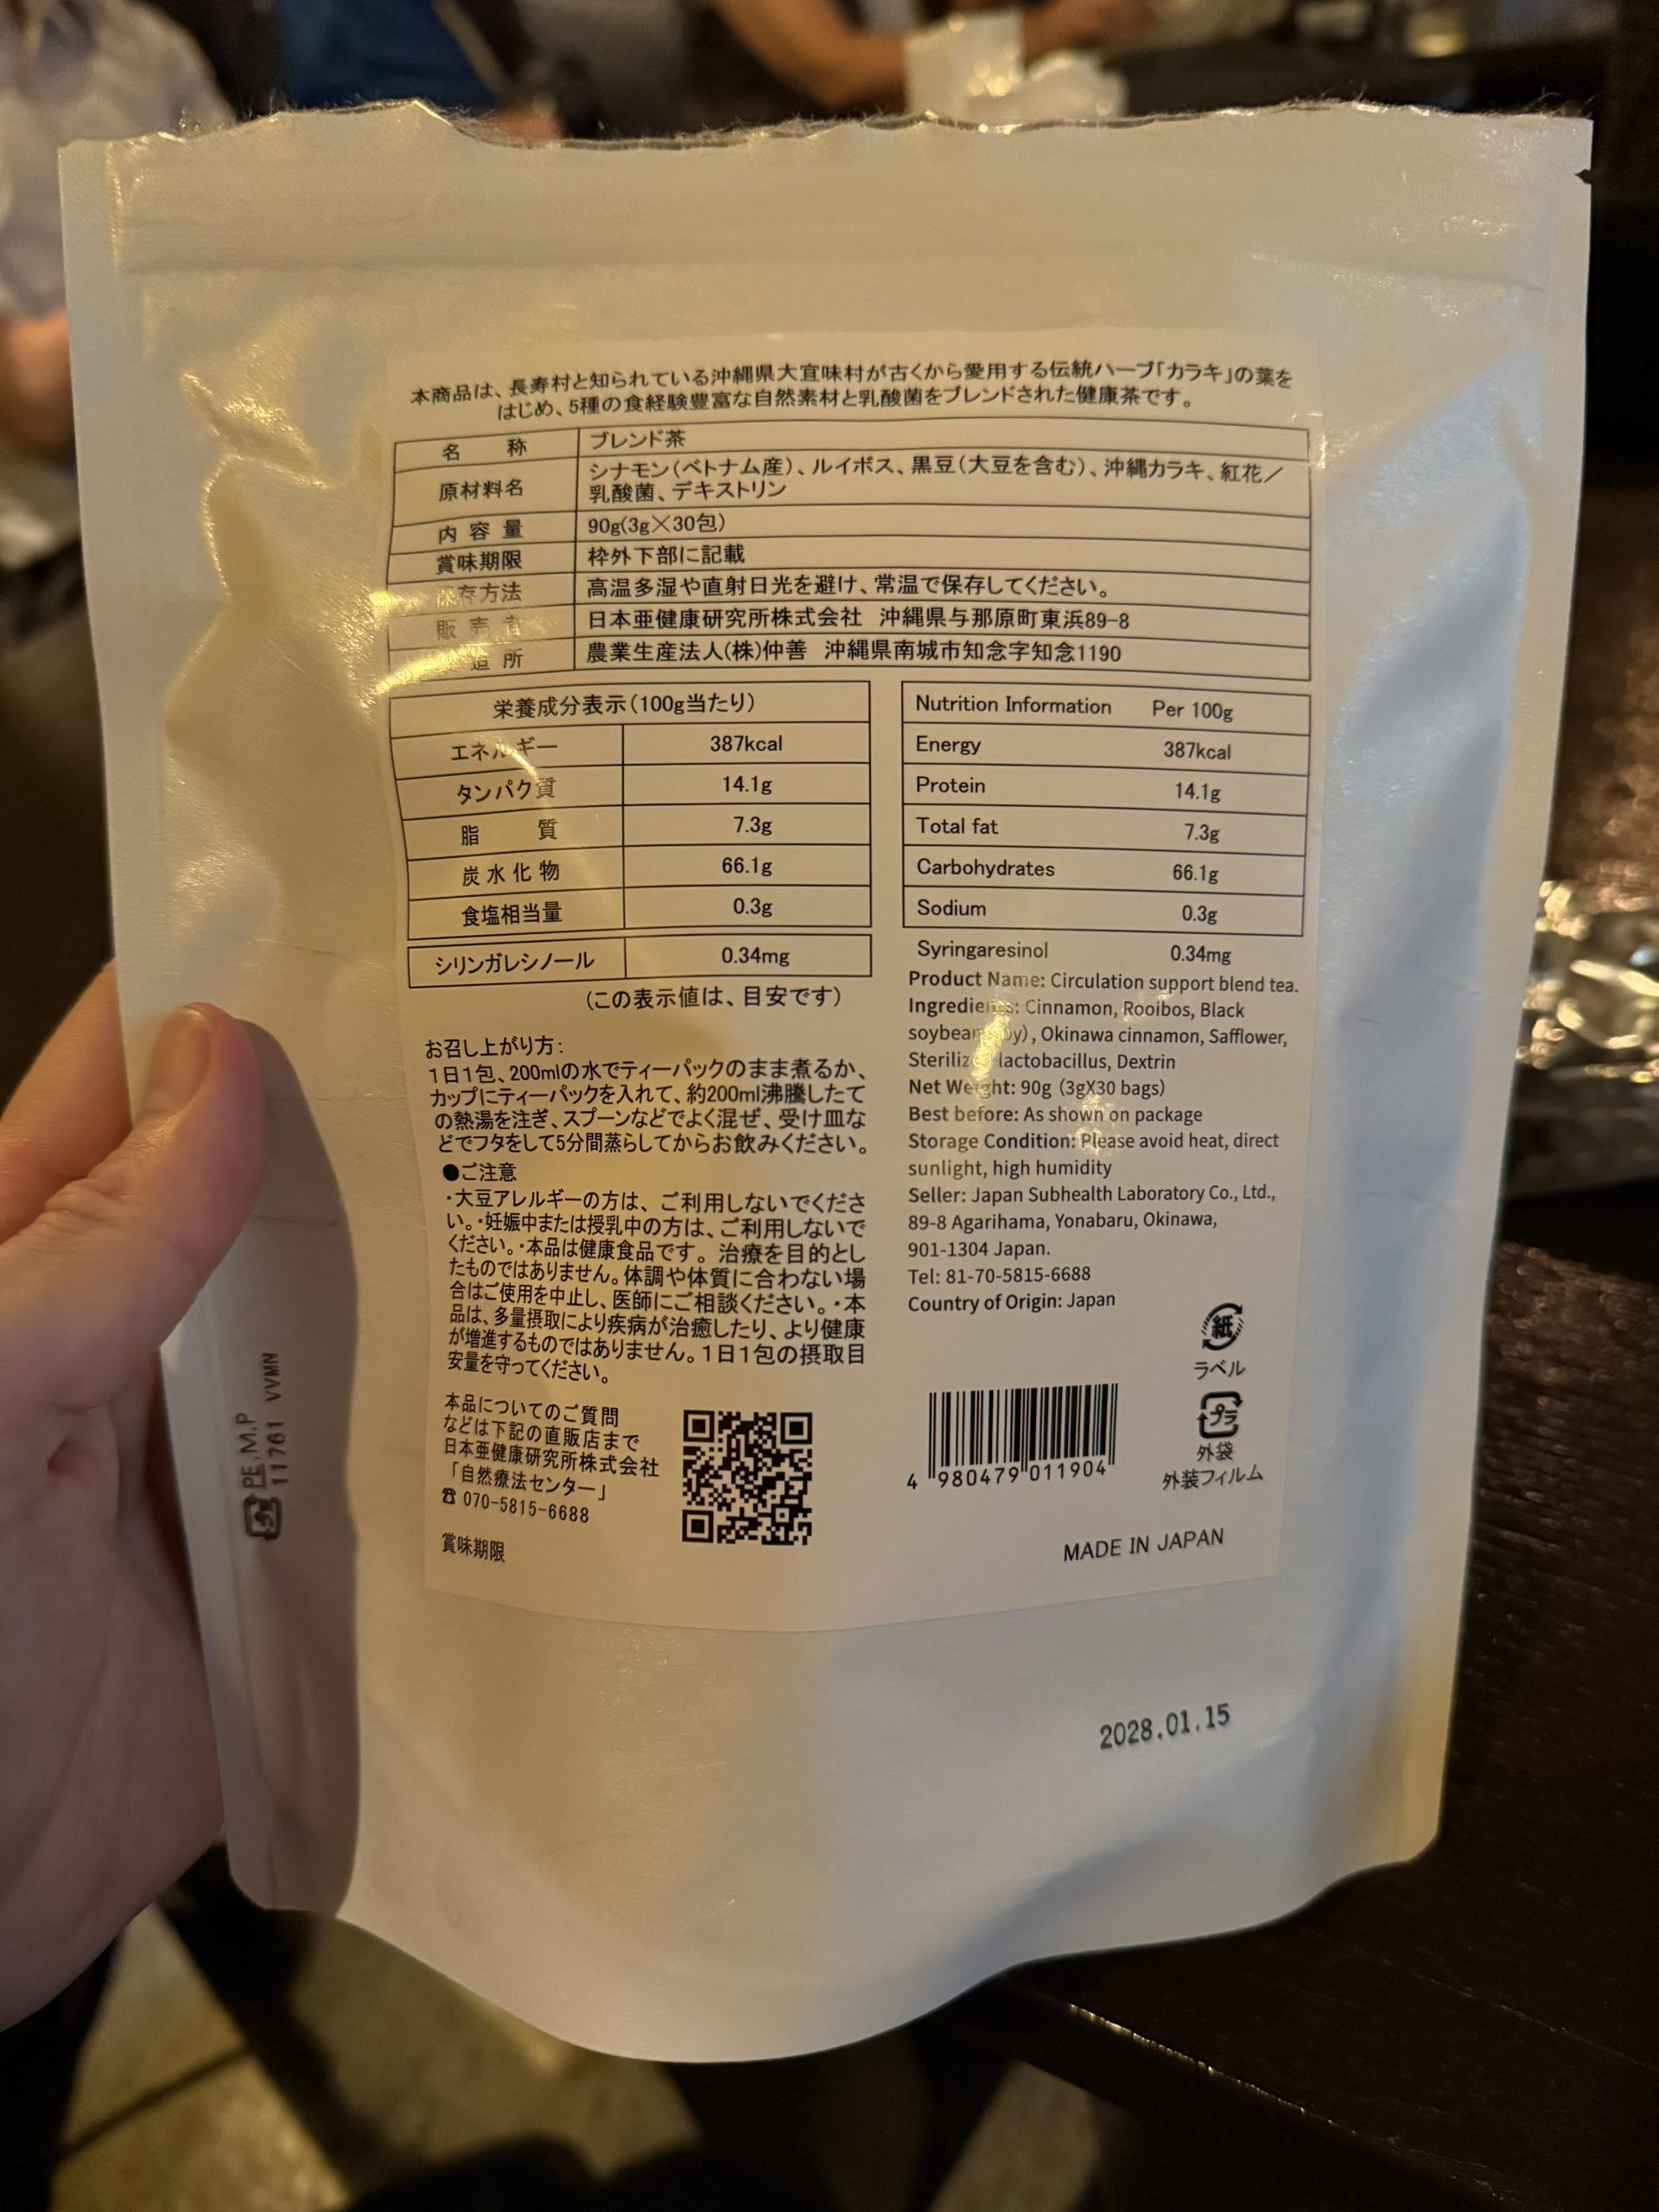 本商品は、長寿村と知られている沖縄県大宜味村が古くから愛用する伝統ハーブ「カラキ」の葉を
はじめ、5種の食経験豊富な自然素材と乳酸菌をブレンドされた健康茶です。
名 称 ブレンド茶
原材料名 シナモン(ベトナム産)、ルイボス、黒豆(大豆を含む)、沖縄カラキ、紅花/
乳酸菌、デキストリン
内容量 90g(3g×30包)
賞味期限 枠外下部に記載
保存方法 高温多湿や直射日光を避け、常温で保存してください。
販売者 日本亜健康研究所株式会社 沖縄県与那原町東浜89-8
造所 農業生産法人(株)仲善 沖縄県南城市知念字知念1190
栄養成分表示(100g当たり)
エネルギー 387kcal
タンパク質 14.1g
脂 質 7.3g
炭水化物 66.1g
食塩相当量 0.3g
シリンガレシノール 0.34mg
(この表示値は、目安です)
お召し上がり方:
1日1包、200mlの水でティーパックのまま煮るか、
カップにティーパックを入れて、約200ml沸騰したて
の熱湯を注ぎ、スプーンなどでよく混ぜ、受け皿な
どでフタをして5分間蒸らしてからお飲みください。
●ご注意
・大豆アレルギーの方は、ご利用しないでくださ
い。・妊娠中または授乳中の方は、ご利用しないで
ください。・本品は健康食品です。治療を目的とし
たものではありません。体調や体質に合わない場
合はご使用を中止し、医師にご相談ください。・本
品は、多量摂取により疾病が治癒したり、より健康
が増進するものではありません。1日1包の摂取目
安量を守ってください。
本品についてのご質問
などは下記の直販店まで
日本亜健康研究所株式会社
「自然療法センター」
☎ 070-5815-6688
賞味期限
Nutrition Information Per 100g
Energy 387kcal
Protein 14.1g
Total fat 7.3g
Carbohydrates 66.1g
Sodium 0.3g
Syringaresinol 0.34mg
Product Name: Circulation support blend tea.
Ingredients: Cinnamon, Rooibos, Black
soybean, Okinawa cinnamon, Safflower,
lactobacillus, Dextrin
Net Weight: 90g (3gX30 bags)
Best before: As shown on package
Storage Condition: Please avoid heat, direct
sunlight, high humidity
Seller: Japan Subhealth Laboratory Co., Ltd.,
89-8 Agarihama, Yonabaru, Okinawa,
901-1304 Japan.
Tel: 81-70-5815-6688
Country of Origin: Japan
紙
ラベル
プラ
外袋
外装フィルム
4 980479 011904
MADE IN JAPAN
2028.01.15
PE,M,P
11761 VVMN